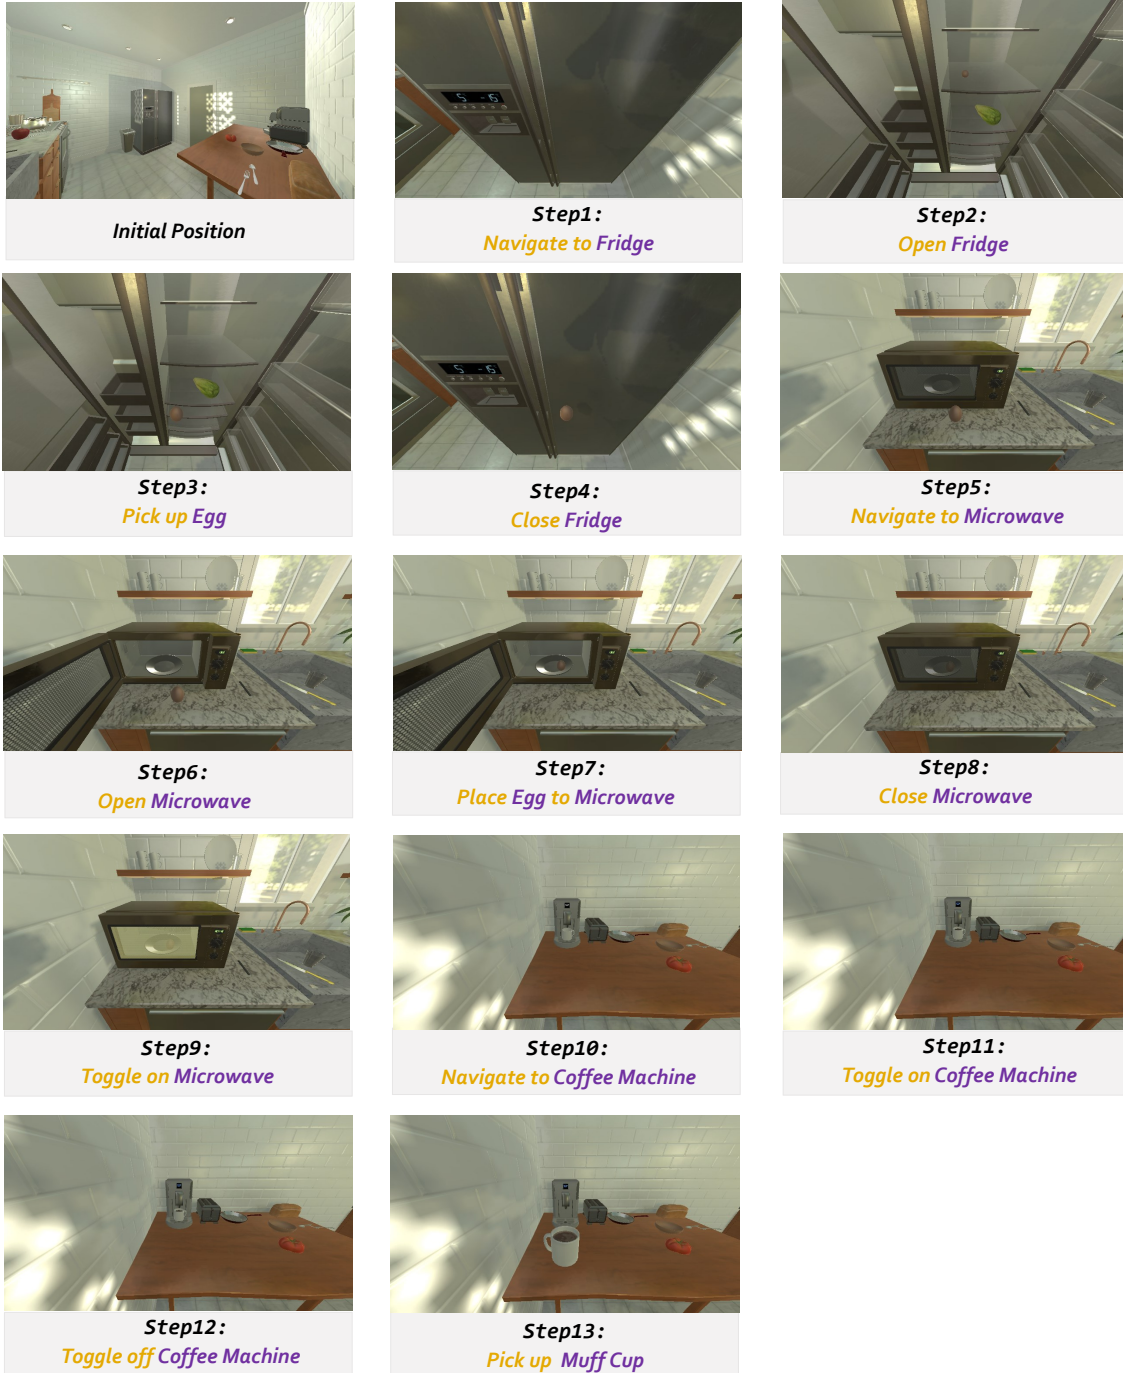 Initial Position
Step1:
Navigate to Fridge
Step2:
Open Fridge
Step3:
Pick up Egg
Step4:
Close Fridge
Step5:
Navigate to Microwave
Step6:
Open Microwave
Step7:
Place Egg to Microwave
Step8:
Close Microwave
Step9:
Toggle on Microwave
Step10:
Navigate to Coffee Machine
Step11:
Toggle on Coffee Machine
Step12:
Toggle off Coffee Machine
Step13:
Pick up Muff Cup